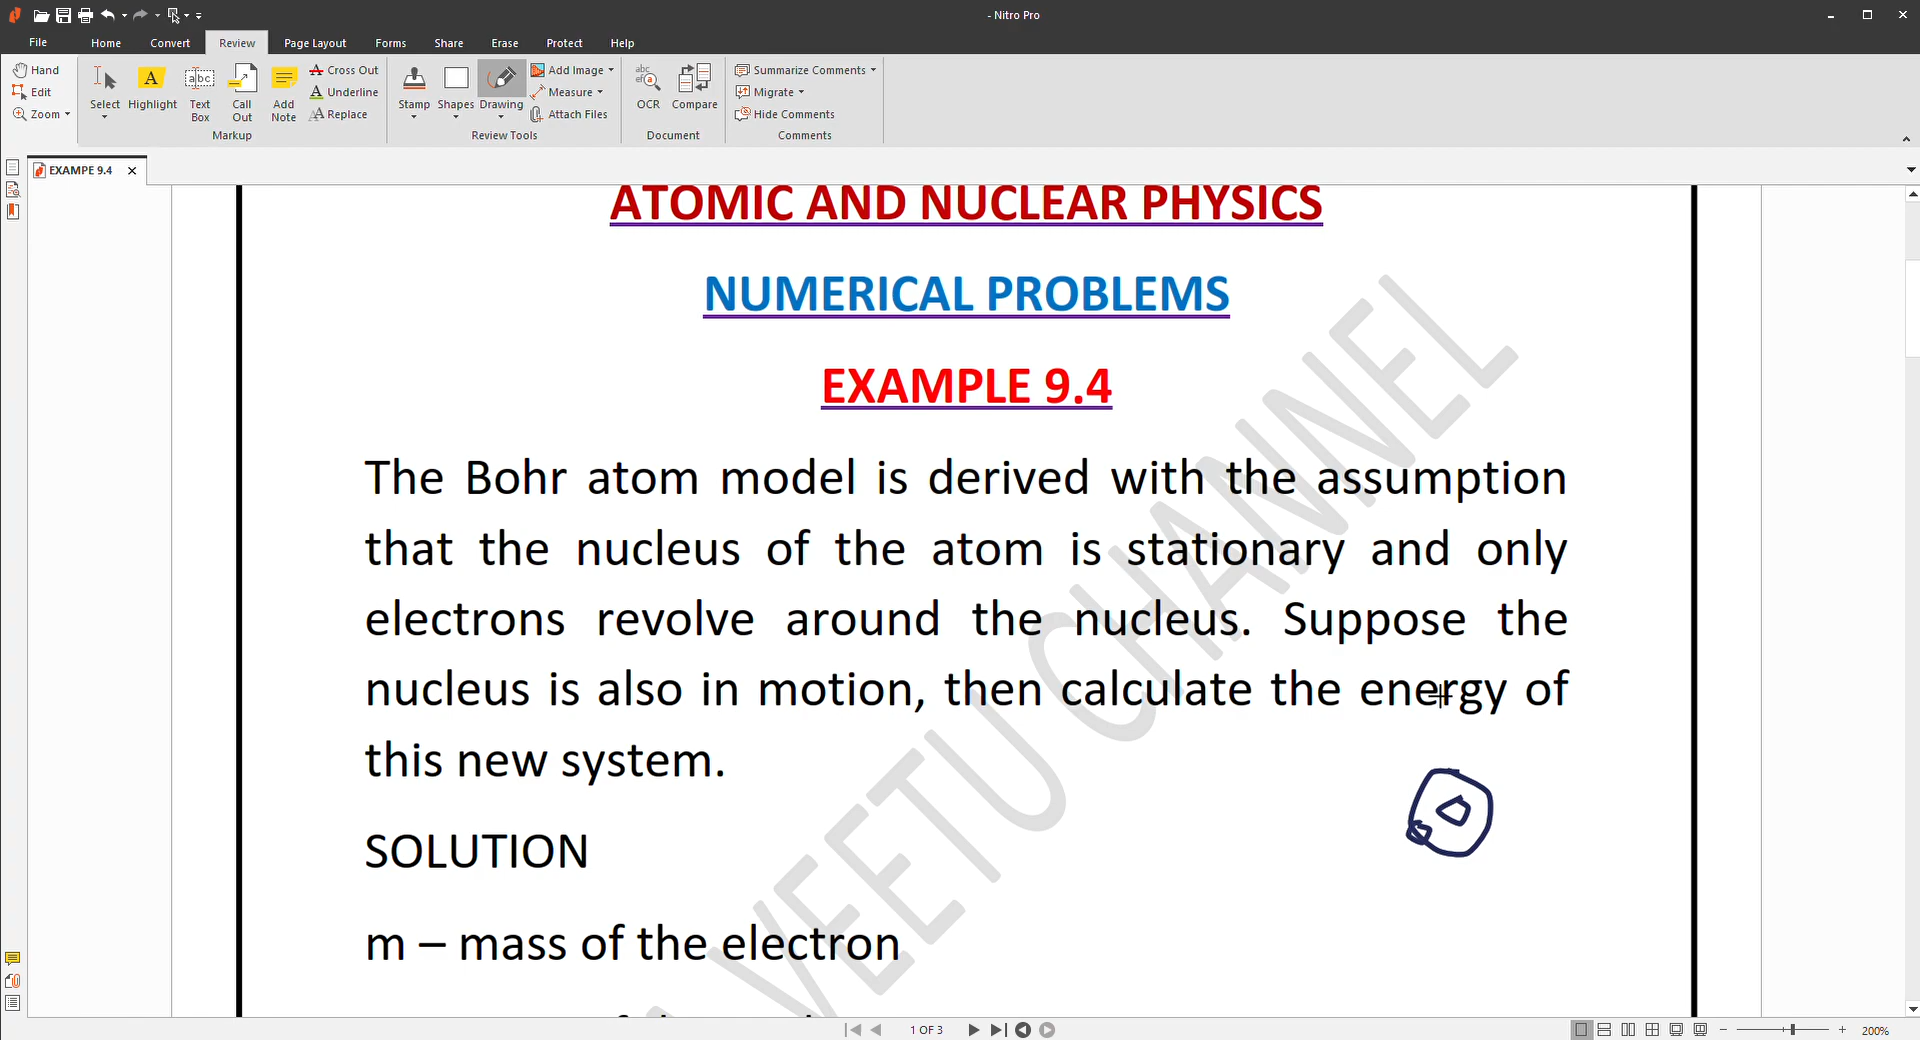 - Nitro Pro
File
Home
Convert
Review
Page Layout
Forms
Share
Erase
Protect
Help
Hand
Edit
Zoom
Select
Highlight
Text
Box
Call
Out
Add
Note
Cross Out
Underline
Replace
Markup
Stamp
Shapes
Drawing
Add Image
Measure
Attach Files
Review Tools
OCR
Compare
Document
Summarize Comments
Migrate
Hide Comments
Comments
EXAMPE 9.4
ATOMIC AND NUCLEAR PHYSICS
NUMERICAL PROBLEMS
EXAMPLE 9.4
The Bohr atom model is derived with the assumption
that the nucleus of the atom is stationary and only
electrons revolve around the nucleus. Suppose the
nucleus is also in motion, then calculate the energy of
this new system.
SOLUTION
m – mass of the electron
VEETU CHANNEL
1 OF 3
200%